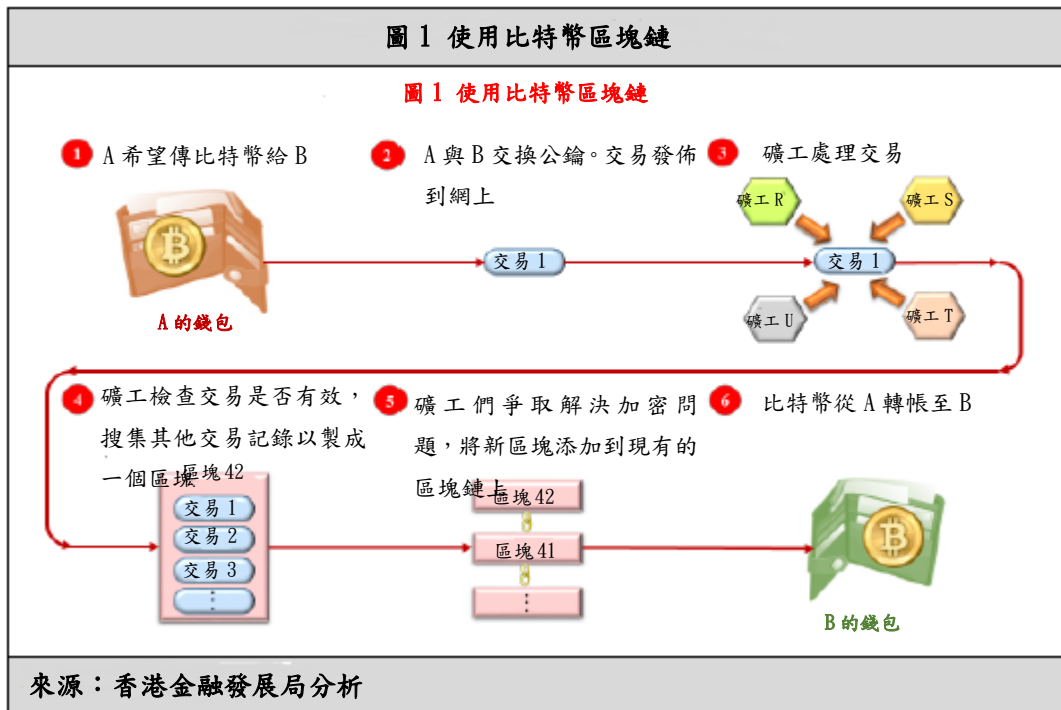 圖 1 使用比特幣區塊鏈
圖 1 使用比特幣區塊鏈
1 A 希望傳比特幣給 B
A 的錢包
2 A 與 B 交換公鑰。交易發佈
到網上
交易 1
3 礦工處理交易
礦工 R
礦工 S
交易 1
礦工 U
礦工 T
4 礦工檢查交易是否有效，
搜集其他交易記錄以製成
一個區塊
區塊 42
交易 1
交易 2
交易 3
⋮
5 礦工們爭取解決加密問
題，將新區塊添加到現有的
區塊鏈上
區塊 42
區塊 41
⋮
6 比特幣從 A 轉帳至 B
B 的錢包
來源：香港金融發展局分析